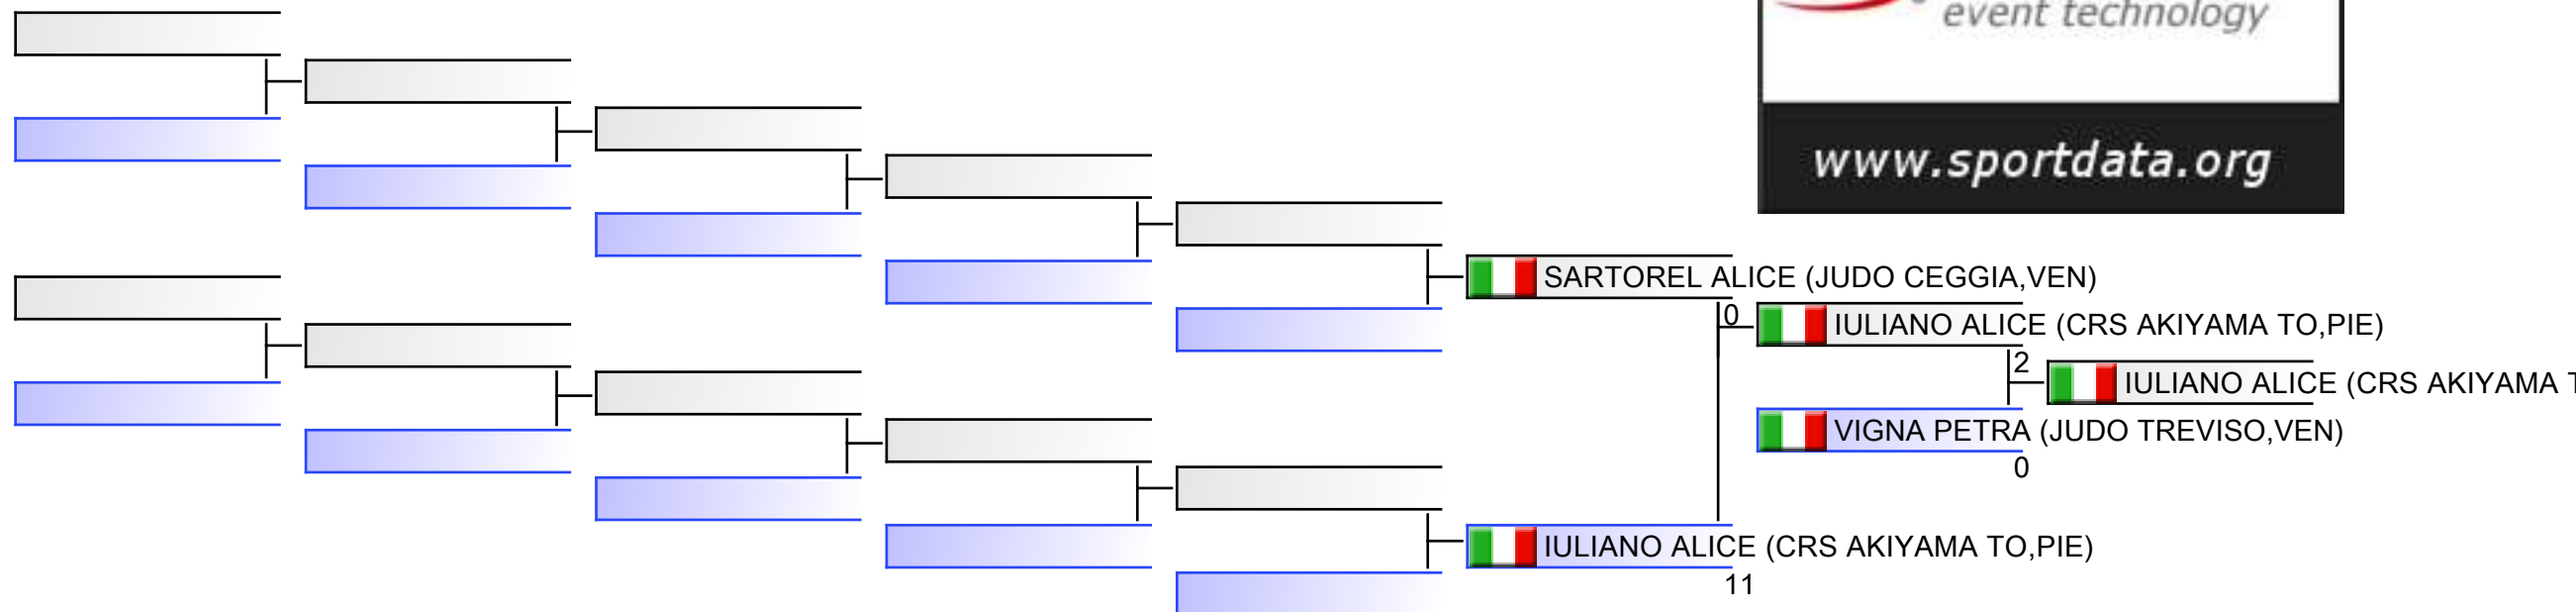 event technology
www.sportdata.org
SARTOREL ALICE (JUDO CEGGIA,VEN)
0
IULIANO ALICE (CRS AKIYAMA TO,PIE)
2
IULIANO ALICE (CRS AKIYAMA T
VIGNA PETRA (JUDO TREVISO,VEN)
0
IULIANO ALICE (CRS AKIYAMA TO,PIE)
11